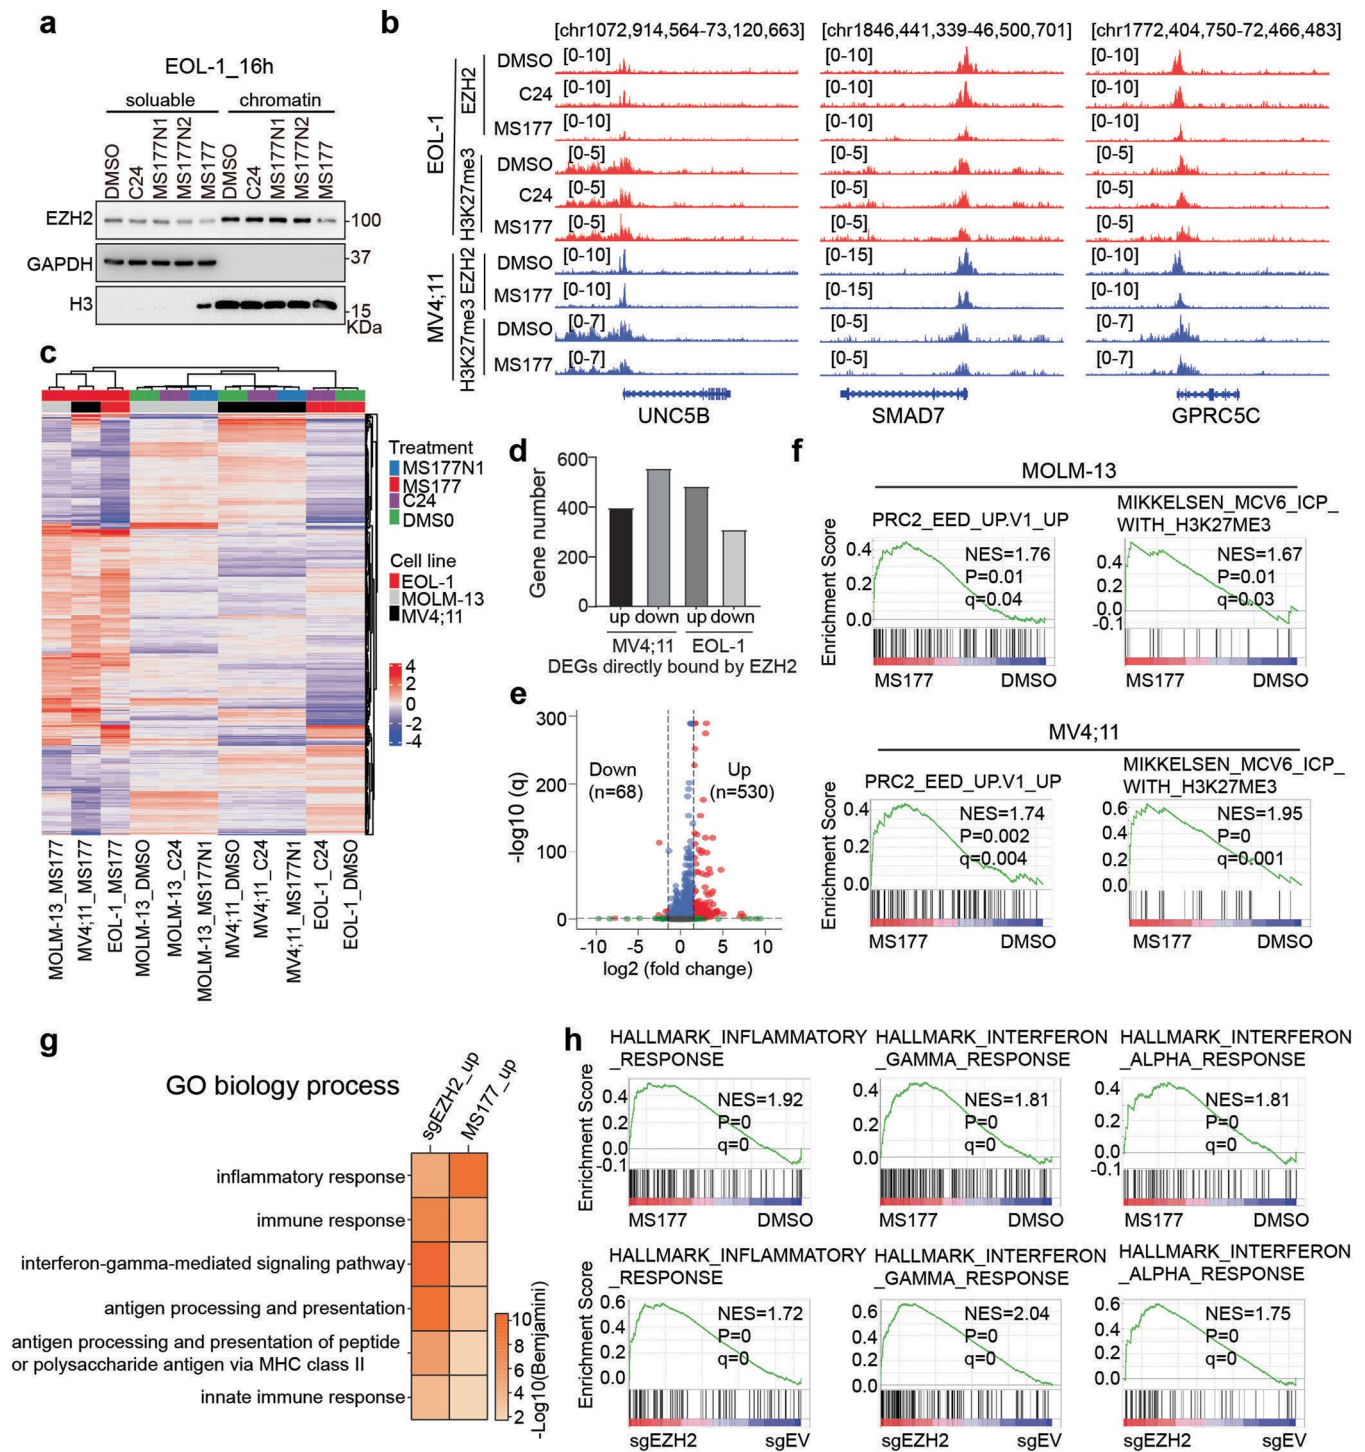 a
EOL-1_16h
soluable chromatin
DMSO C24 MS177N1 MS177N2 MS177 DMSO C24 MS177N1 MS177N2 MS177
EZH2 -100
GAPDH -37
H3 -15
KDa
b
[chr1072,914,564-73,120,663] [chr1846,441,339-46,500,701] [chr1772,404,750-72,466,483]
EOL-1
EZH2
DMSO [0-10] [0-10] [0-10]
C24 [0-10] [0-10] [0-10]
MS177 [0-10] [0-10] [0-10]
H3K27me3
DMSO [0-5] [0-5] [0-5]
C24 [0-5] [0-5] [0-5]
MS177 [0-5] [0-5] [0-5]
MV4;11
EZH2
DMSO [0-10] [0-15] [0-10]
MS177 [0-10] [0-15] [0-10]
H3K27me3
DMSO [0-7] [0-5] [0-7]
MS177 [0-7] [0-5] [0-7]
UNC5B SMAD7 GPRC5C
c
Treatment
MS177N1
MS177
C24
DMS0
Cell line
EOL-1
MOLM-13
MV4;11
4
2
0
-2
-4
MOLM-13_MS177
MV4;11_MS177
EOL-1_MS177
MOLM-13_DMSO
MOLM-13_C24
MOLM-13_MS177N1
MV4;11_DMSO
MV4;11_C24
MV4;11_MS177N1
EOL-1_C24
EOL-1_DMSO
d
Gene number
600
400
200
0
up down up down
MV4;11 EOL-1
DEGs directly bound by EZH2
e
-log10 (q)
300
200
100
0
Down
(n=68)
Up
(n=530)
-10 -5 0 5 10
log2 (fold change)
f
MOLM-13
PRC2_EED_UP.V1_UP
Enrichment Score
0.4
0.2
0.0
NES=1.76
P=0.01
q=0.04
MS177 DMSO
MIKKELSEN_MCV6_ICP_
WITH_H3K27ME3
0.4
0.2
0.0
-0.1
NES=1.67
P=0.01
q=0.03
MS177 DMSO
MV4;11
PRC2_EED_UP.V1_UP
Enrichment Score
0.4
0.2
0.0
NES=1.74
P=0.002
q=0.004
MS177 DMSO
MIKKELSEN_MCV6_ICP_
WITH_H3K27ME3
0.6
0.4
0.2
0.0
NES=1.95
P=0
q=0.001
MS177 DMSO
g
GO biology process
sgEZH2_up
MS177_up
inflammatory response
immune response
interferon-gamma-mediated signaling pathway
antigen processing and presentation
antigen processing and presentation of peptide
or polysaccharide antigen via MHC class II
innate immune response
10
8
6
4
2
-Log10(Bemjamini)
h
HALLMARK_INFLAMMATORY
_RESPONSE
Enrichment Score
0.4
0.2
0.0
-0.1
NES=1.92
P=0
q=0
MS177 DMSO
HALLMARK_INTERFERON
_GAMMA_RESPONSE
0.4
0.2
0.0
NES=1.81
P=0
q=0
MS177 DMSO
HALLMARK_INTERFERON
_ALPHA_RESPONSE
0.4
0.2
0.0
-0.1
NES=1.81
P=0
q=0
MS177 DMSO
HALLMARK_INFLAMMATORY
_RESPONSE
Enrichment Score
0.6
0.4
0.2
0.0
NES=1.72
P=0
q=0
sgEZH2 sgEV
HALLMARK_INTERFERON
_GAMMA_RESPONSE
0.6
0.4
0.2
0.0
NES=2.04
P=0
q=0
sgEZH2 sgEV
HALLMARK_INTERFERON
_ALPHA_RESPONSE
0.6
0.4
0.2
0.0
NES=1.75
P=0
q=0
sgEZH2 sgEV